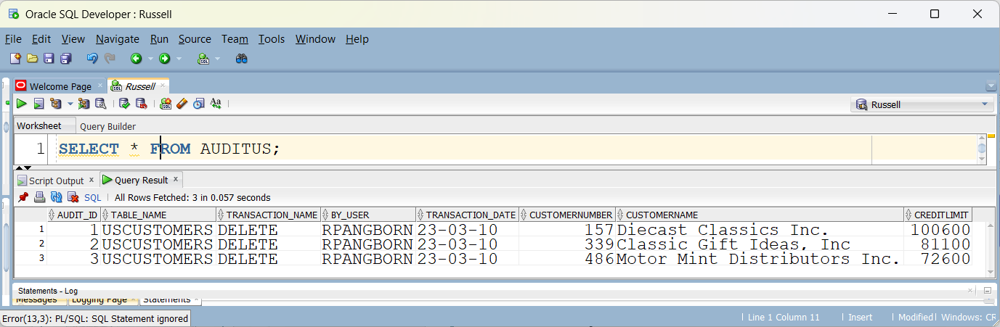 Oracle SQL Developer : Russell
File Edit View Navigate Run Source Team Tools Window Help
Welcome Page Russell
Russell
Worksheet Query Builder
1 SELECT * FROM AUDITUS;
Script Output x Query Result x
SQL | All Rows Fetched: 3 in 0.057 seconds
AUDIT_ID TABLE_NAME TRANSACTION_NAME BY_USER TRANSACTION_DATE CUSTOMERNUMBER CUSTOMERNAME CREDITLIMIT
1 1 USCUSTOMERS DELETE RPANGBORN 23-03-10 157 Diecast Classics Inc. 100600
2 2 USCUSTOMERS DELETE RPANGBORN 23-03-10 339 Classic Gift Ideas, Inc 81100
3 3 USCUSTOMERS DELETE RPANGBORN 23-03-10 486 Motor Mint Distributors Inc. 72600
Statements - Log
Messages Logging Page Statements
Error(13,3): PL/SQL: SQL Statement ignored | Line 1 Column 11 | Insert | Modified | Windows: CR